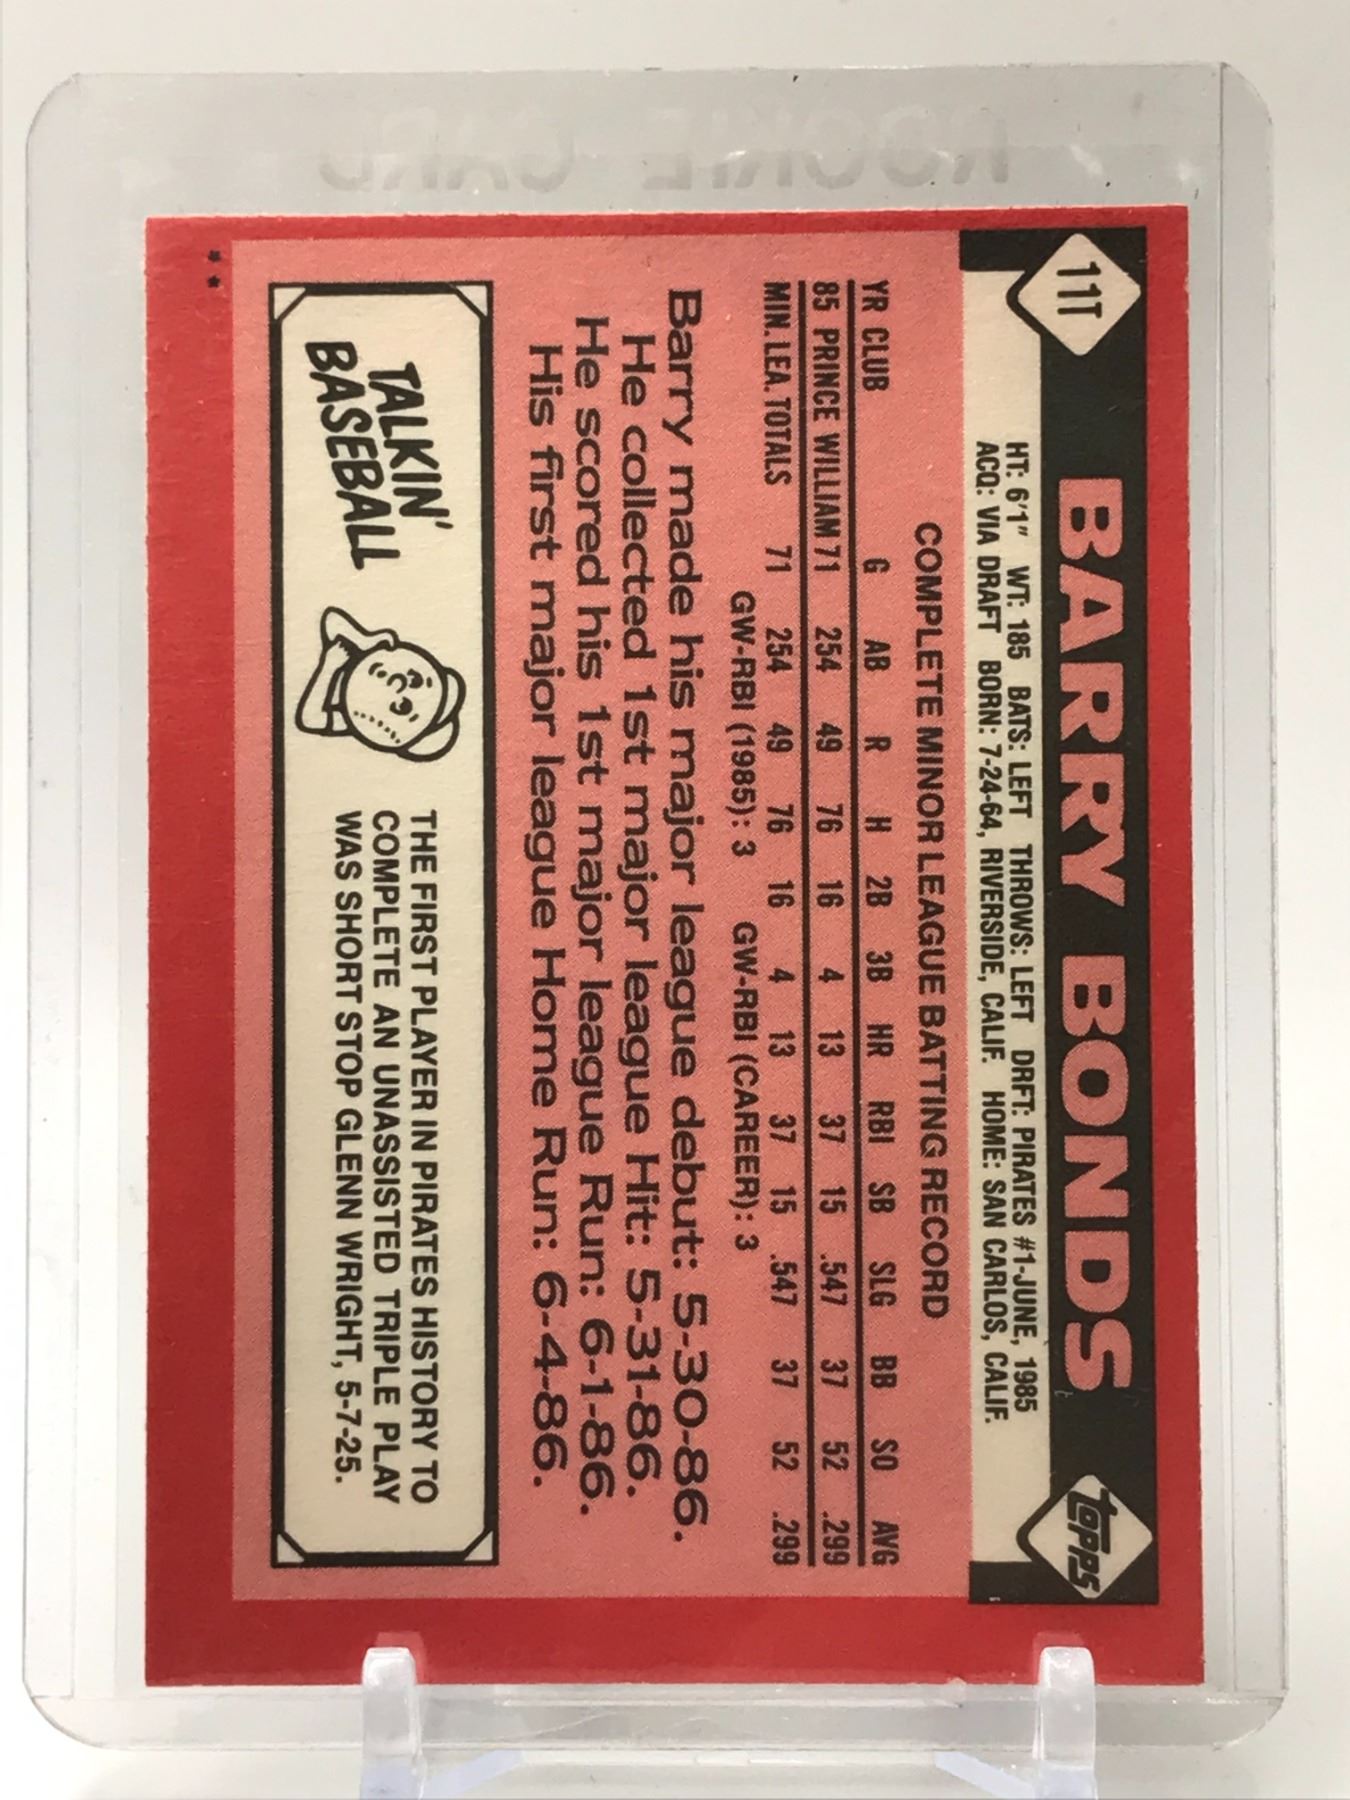 ROOKIE CARD
11T
BARRY BONDS
topps
HT: 6'1" WT: 185 BATS: LEFT THROWS: LEFT DRFT: PIRATES #1-JUNE, 1985
ACQ: VIA DRAFT BORN: 7-24-64, RIVERSIDE, CALIF. HOME: SAN CARLOS, CALIF.
COMPLETE MINOR LEAGUE BATTING RECORD
YR CLUB G AB R H 2B 3B HR RBI SB SLG BB SO AVG
85 PRINCE WILLIAM 71 254 49 76 16 4 13 37 15 .547 37 52 .299
MIN. LEA. TOTALS 71 254 49 76 16 4 13 37 15 .547 37 52 .299
GW-RBI (1985): 3 GW-RBI (CAREER): 3
Barry made his major league debut: 5-30-86.
He collected 1st major league Hit: 5-31-86.
He scored his 1st major league Run: 6-1-86.
His first major league Home Run: 6-4-86.
TALKIN'
BASEBALL
THE FIRST PLAYER IN PIRATES HISTORY TO
COMPLETE AN UNASSISTED TRIPLE PLAY
WAS SHORT STOP GLENN WRIGHT, 5-7-25.
**